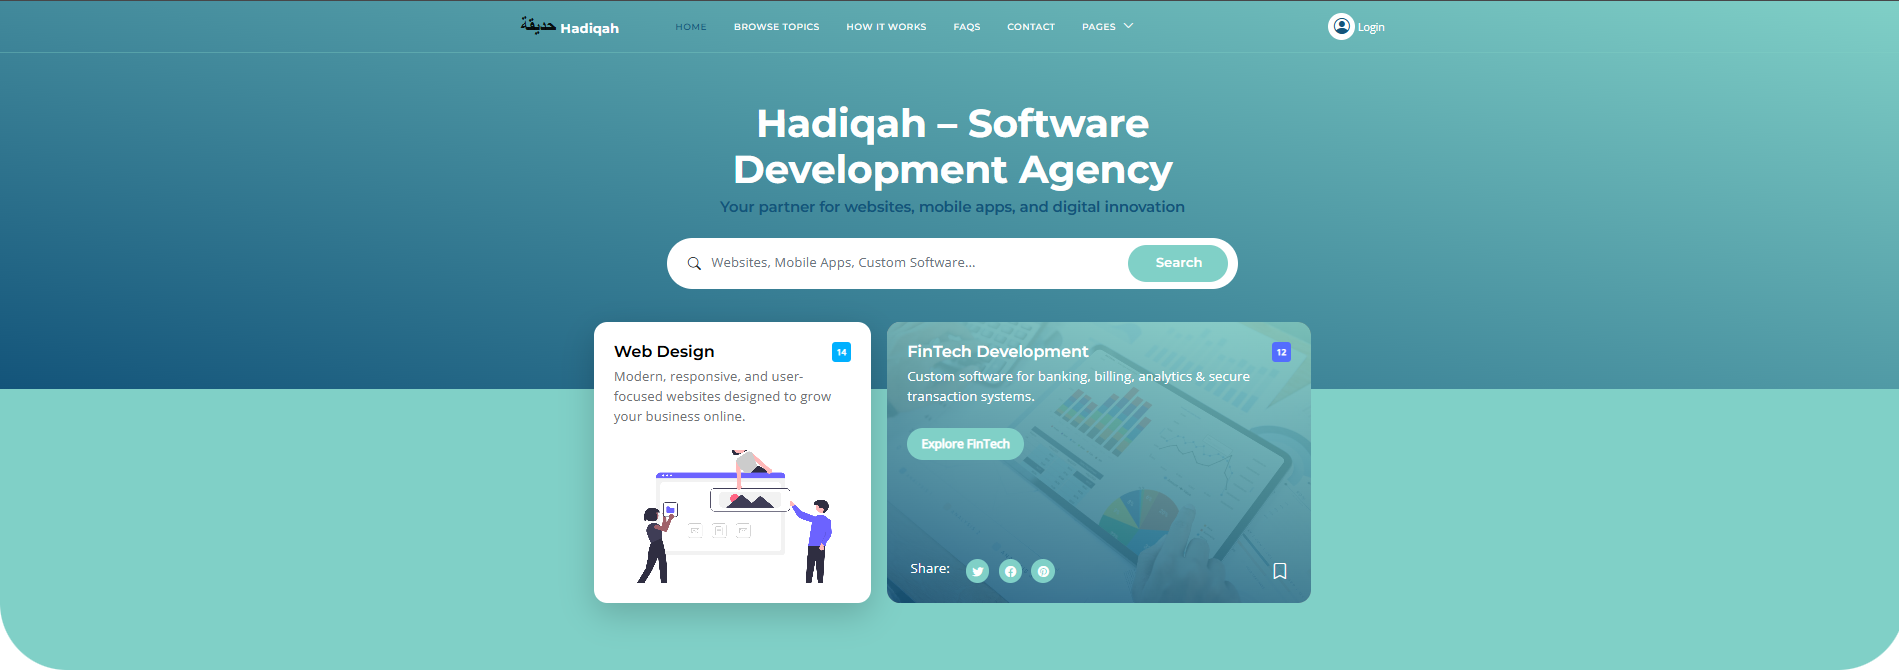 حديقة Hadiqah
HOME
BROWSE TOPICS
HOW IT WORKS
FAQS
CONTACT
PAGES
Login
Hadiqah – Software
Development Agency
Your partner for websites, mobile apps, and digital innovation
Websites, Mobile Apps, Custom Software...
Search
Web Design
14
Modern, responsive, and user-
focused websites designed to grow
your business online.
FinTech Development
12
Custom software for banking, billing, analytics & secure
transaction systems.
Explore FinTech
Share: